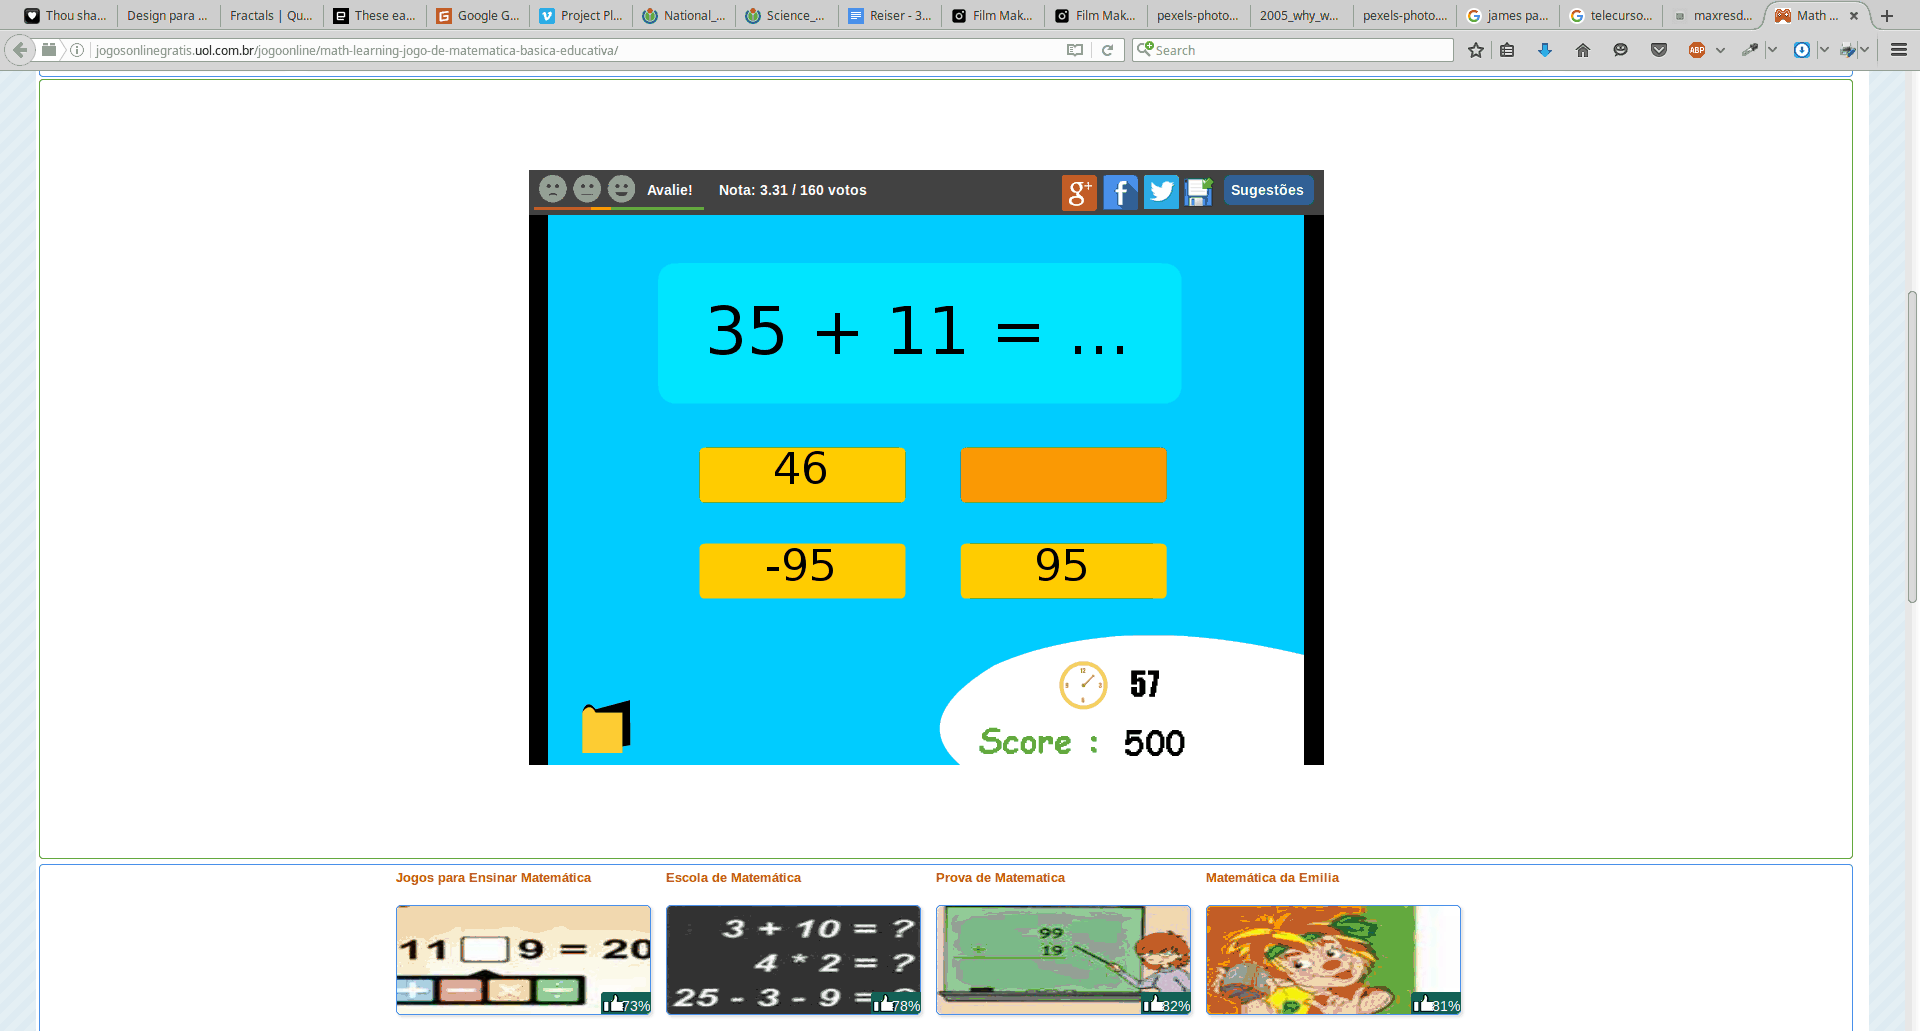 Thou sha...
Design para ...
Fractals | Qu...
These ea...
Google G...
Project Pl...
National_...
Science_...
Reiser - 3...
Film Mak...
Film Mak...
pexels-photo...
2005_why_w...
pexels-photo....
james pa...
telecurso...
maxresd...
Math ...
jogosonlinegratis.uol.com.br/jogoonline/math-learning-jogo-de-matematica-basica-educativa/
Search
ABP
Avalie!
Nota: 3.31 / 160 votos
g+
f
Sugestões
35 + 11 = ...
46
-95
95
57
Score : 500
Jogos para Ensinar Matemática
Escola de Matemática
Prova de Matematica
Matemática da Emilia
11 9 = 20
+ − × ÷
73%
3 + 10 = ?
4 * 2 = ?
25 - 3 - 9 = ?
78%
99
+ 19
82%
81%